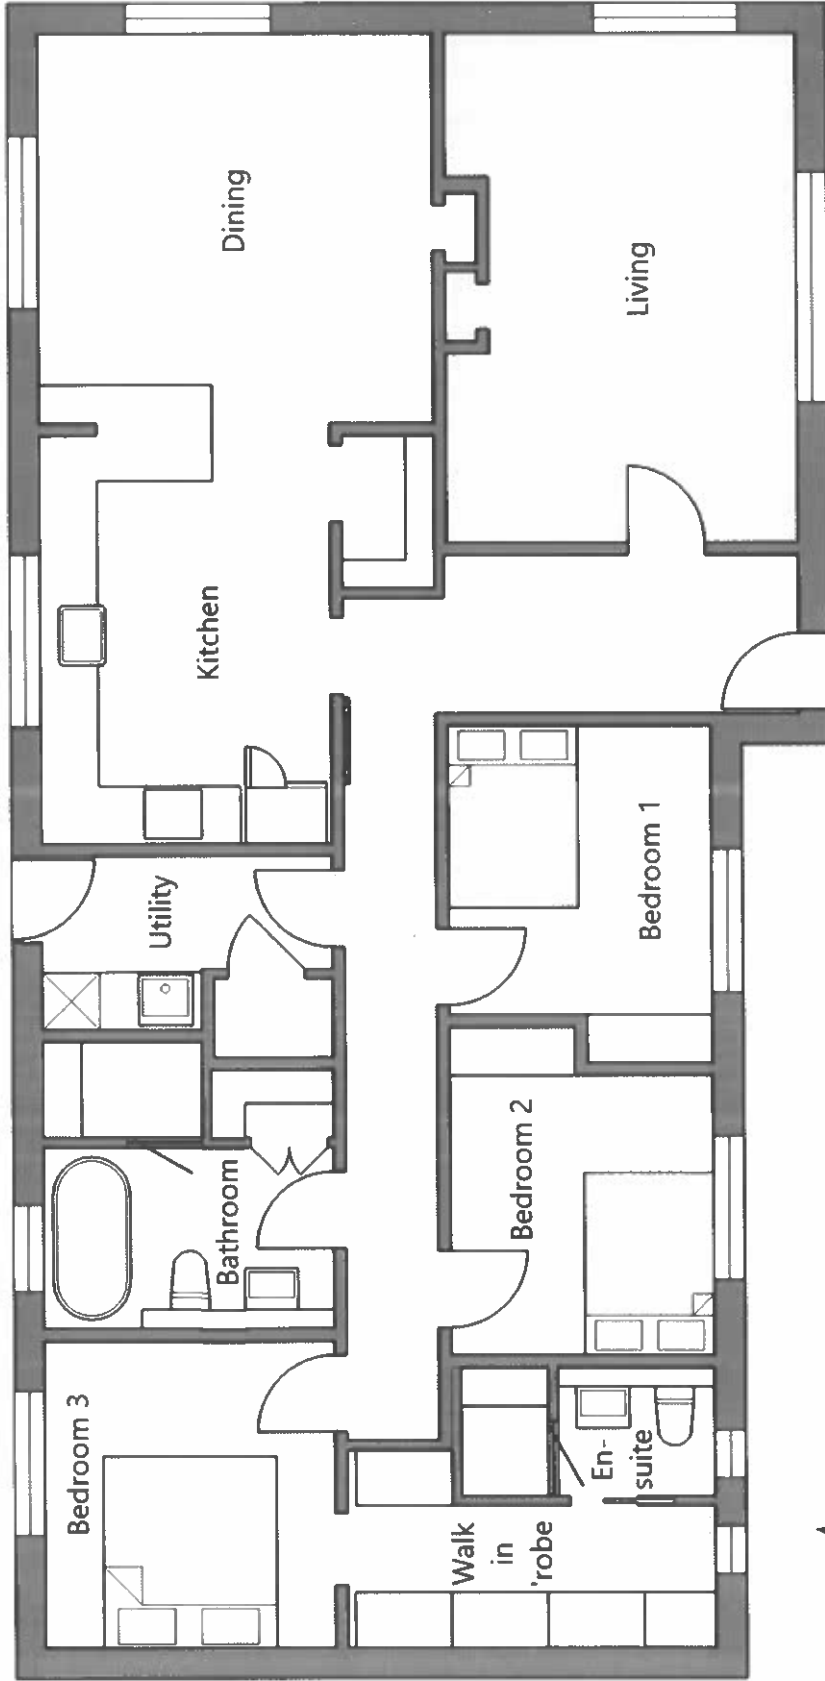 Bedroom 3
Bathroom
Utility
Kitchen
Dining
Walk
in
'robe
En-
suite
Bedroom 2
Bedroom 1
Living